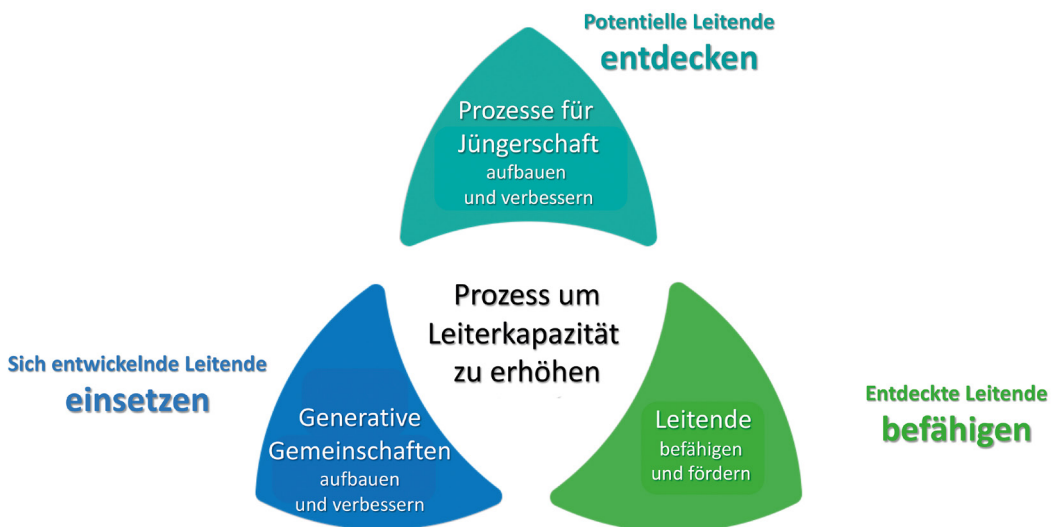 Potentielle Leitende
entdecken
Prozesse für
Jüngerschaft
aufbauen
und verbessern
Prozess um
Leiterkapazität
zu erhöhen
Sich entwickelnde Leitende
einsetzen
Generative
Gemeinschaften
aufbauen
und verbessern
Leitende
befähigen
und fördern
Entdeckte Leitende
befähigen